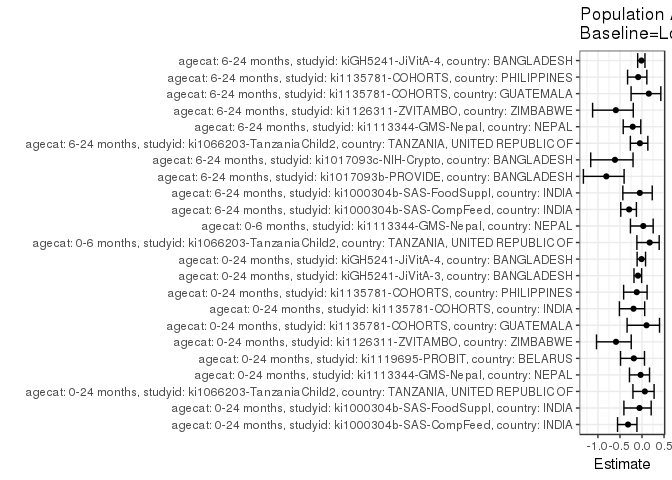 Population
Baseline=Lo
agecat: 6-24 months, studyid: kiGH5241-JiVitA-4, country: BANGLADESH
agecat: 6-24 months, studyid: ki1135781-COHORTS, country: PHILIPPINES
agecat: 6-24 months, studyid: ki1135781-COHORTS, country: GUATEMALA
agecat: 6-24 months, studyid: ki1126311-ZVITAMBO, country: ZIMBABWE
agecat: 6-24 months, studyid: ki1113344-GMS-Nepal, country: NEPAL
agecat: 6-24 months, studyid: ki1066203-TanzaniaChild2, country: TANZANIA, UNITED REPUBLIC OF
agecat: 6-24 months, studyid: ki1017093c-NIH-Crypto, country: BANGLADESH
agecat: 6-24 months, studyid: ki1017093b-PROVIDE, country: BANGLADESH
agecat: 6-24 months, studyid: ki1000304b-SAS-FoodSuppl, country: INDIA
agecat: 6-24 months, studyid: ki1000304b-SAS-CompFeed, country: INDIA
agecat: 0-6 months, studyid: ki1113344-GMS-Nepal, country: NEPAL
agecat: 0-6 months, studyid: ki1066203-TanzaniaChild2, country: TANZANIA, UNITED REPUBLIC OF
agecat: 0-24 months, studyid: kiGH5241-JiVitA-4, country: BANGLADESH
agecat: 0-24 months, studyid: kiGH5241-JiVitA-3, country: BANGLADESH
agecat: 0-24 months, studyid: ki1135781-COHORTS, country: PHILIPPINES
agecat: 0-24 months, studyid: ki1135781-COHORTS, country: INDIA
agecat: 0-24 months, studyid: ki1135781-COHORTS, country: GUATEMALA
agecat: 0-24 months, studyid: ki1126311-ZVITAMBO, country: ZIMBABWE
agecat: 0-24 months, studyid: ki1119695-PROBIT, country: BELARUS
agecat: 0-24 months, studyid: ki1113344-GMS-Nepal, country: NEPAL
agecat: 0-24 months, studyid: ki1066203-TanzaniaChild2, country: TANZANIA, UNITED REPUBLIC OF
agecat: 0-24 months, studyid: ki1000304b-SAS-FoodSuppl, country: INDIA
agecat: 0-24 months, studyid: ki1000304b-SAS-CompFeed, country: INDIA
-1.0 -0.5 0.0 0.5
Estimate